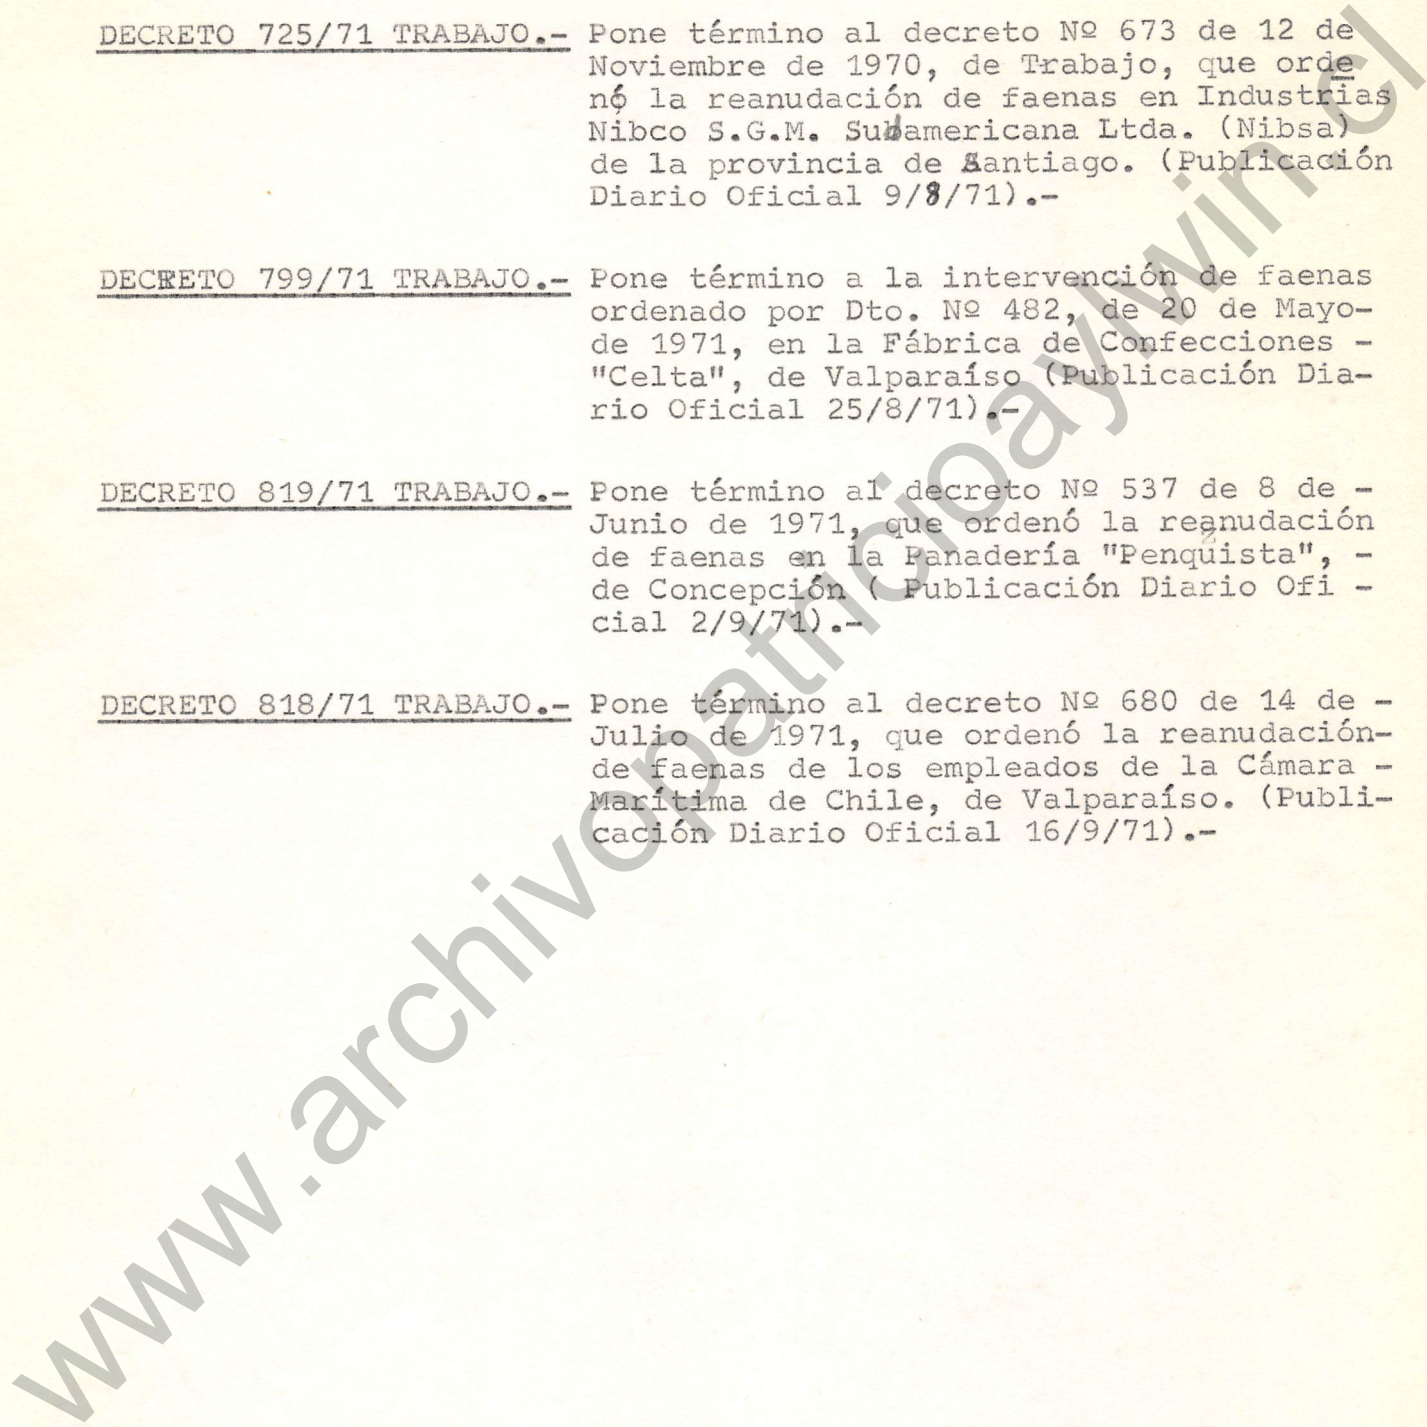 DECRETO 725/71 TRABAJO.- Pone término al decreto Nº 673 de 12 de
Noviembre de 1970, de Trabajo, que orde
nó la reanudación de faenas en Industrias
Nibco S.G.M. Sudamericana Ltda. (Nibsa)
de la provincia de Santiago. (Publicación
Diario Oficial 9/8/71).-
DECRETO 799/71 TRABAJO.- Pone término a la intervención de faenas
ordenado por Dto. Nº 482, de 20 de Mayo-
de 1971, en la Fábrica de Confecciones -
"Celta", de Valparaíso (Publicación Dia-
rio Oficial 25/8/71).-
DECRETO 819/71 TRABAJO.- Pone término al decreto Nº 537 de 8 de -
Junio de 1971, que ordenó la reanudación
de faenas en la Panadería "Penquista", -
de Concepción ( Publicación Diario Ofi -
cial 2/9/71).-
DECRETO 818/71 TRABAJO.- Pone término al decreto Nº 680 de 14 de -
Julio de 1971, que ordenó la reanudación-
de faenas de los empleados de la Cámara -
Marítima de Chile, de Valparaíso. (Publi-
cación Diario Oficial 16/9/71).-
www.archivopatricioaylwin.cl